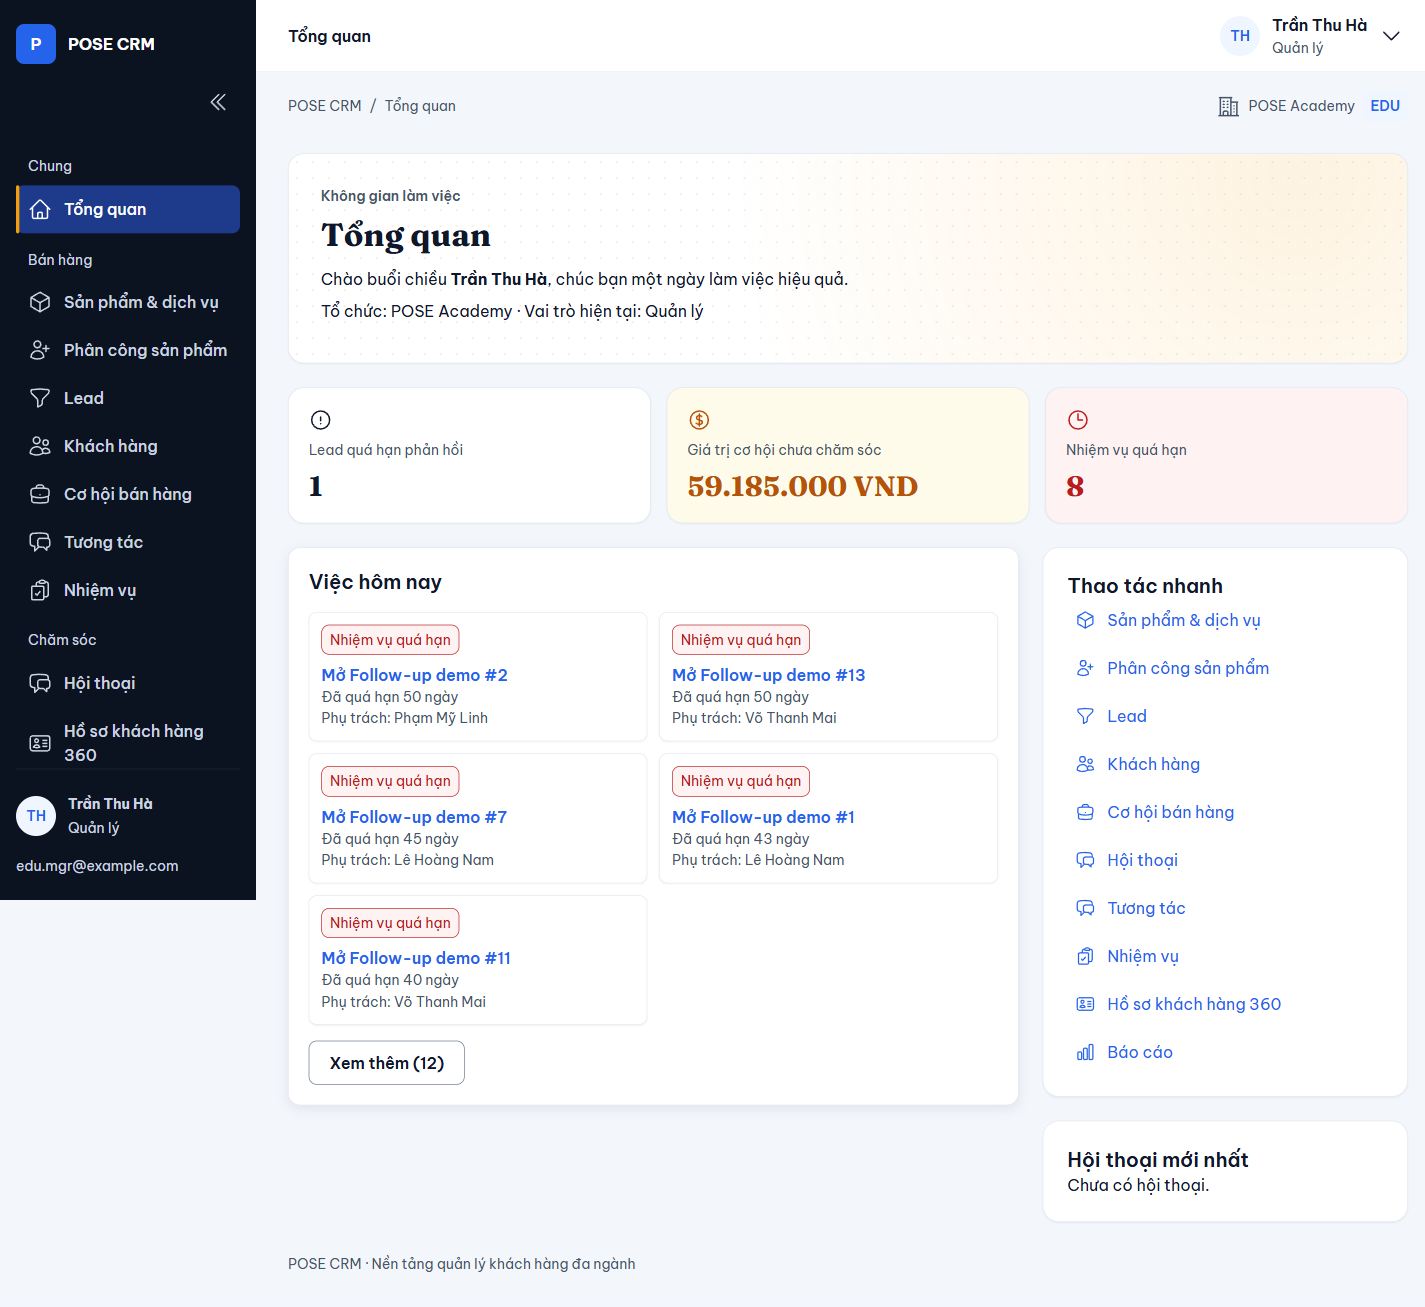 P POSE CRM
Chung
Tổng quan
Bán hàng
Sản phẩm & dịch vụ
Phân công sản phẩm
Lead
Khách hàng
Cơ hội bán hàng
Tương tác
Nhiệm vụ
Chăm sóc
Hội thoại
Hồ sơ khách hàng
360
TH Trần Thu Hà
Quản lý
edu.mgr@example.com
Tổng quan
TH Trần Thu Hà
Quản lý
POSE CRM / Tổng quan
POSE Academy EDU
Không gian làm việc
Tổng quan
Chào buổi chiều Trần Thu Hà, chúc bạn một ngày làm việc hiệu quả.
Tổ chức: POSE Academy · Vai trò hiện tại: Quản lý
Lead quá hạn phản hồi
1
Giá trị cơ hội chưa chăm sóc
59.185.000 VND
Nhiệm vụ quá hạn
8
Việc hôm nay
Nhiệm vụ quá hạn
Mở Follow-up demo #2
Đã quá hạn 50 ngày
Phụ trách: Phạm Mỹ Linh
Nhiệm vụ quá hạn
Mở Follow-up demo #13
Đã quá hạn 50 ngày
Phụ trách: Võ Thanh Mai
Nhiệm vụ quá hạn
Mở Follow-up demo #7
Đã quá hạn 45 ngày
Phụ trách: Lê Hoàng Nam
Nhiệm vụ quá hạn
Mở Follow-up demo #1
Đã quá hạn 43 ngày
Phụ trách: Lê Hoàng Nam
Nhiệm vụ quá hạn
Mở Follow-up demo #11
Đã quá hạn 40 ngày
Phụ trách: Võ Thanh Mai
Xem thêm (12)
Thao tác nhanh
Sản phẩm & dịch vụ
Phân công sản phẩm
Lead
Khách hàng
Cơ hội bán hàng
Hội thoại
Tương tác
Nhiệm vụ
Hồ sơ khách hàng 360
Báo cáo
Hội thoại mới nhất
Chưa có hội thoại.
POSE CRM · Nền tảng quản lý khách hàng đa ngành